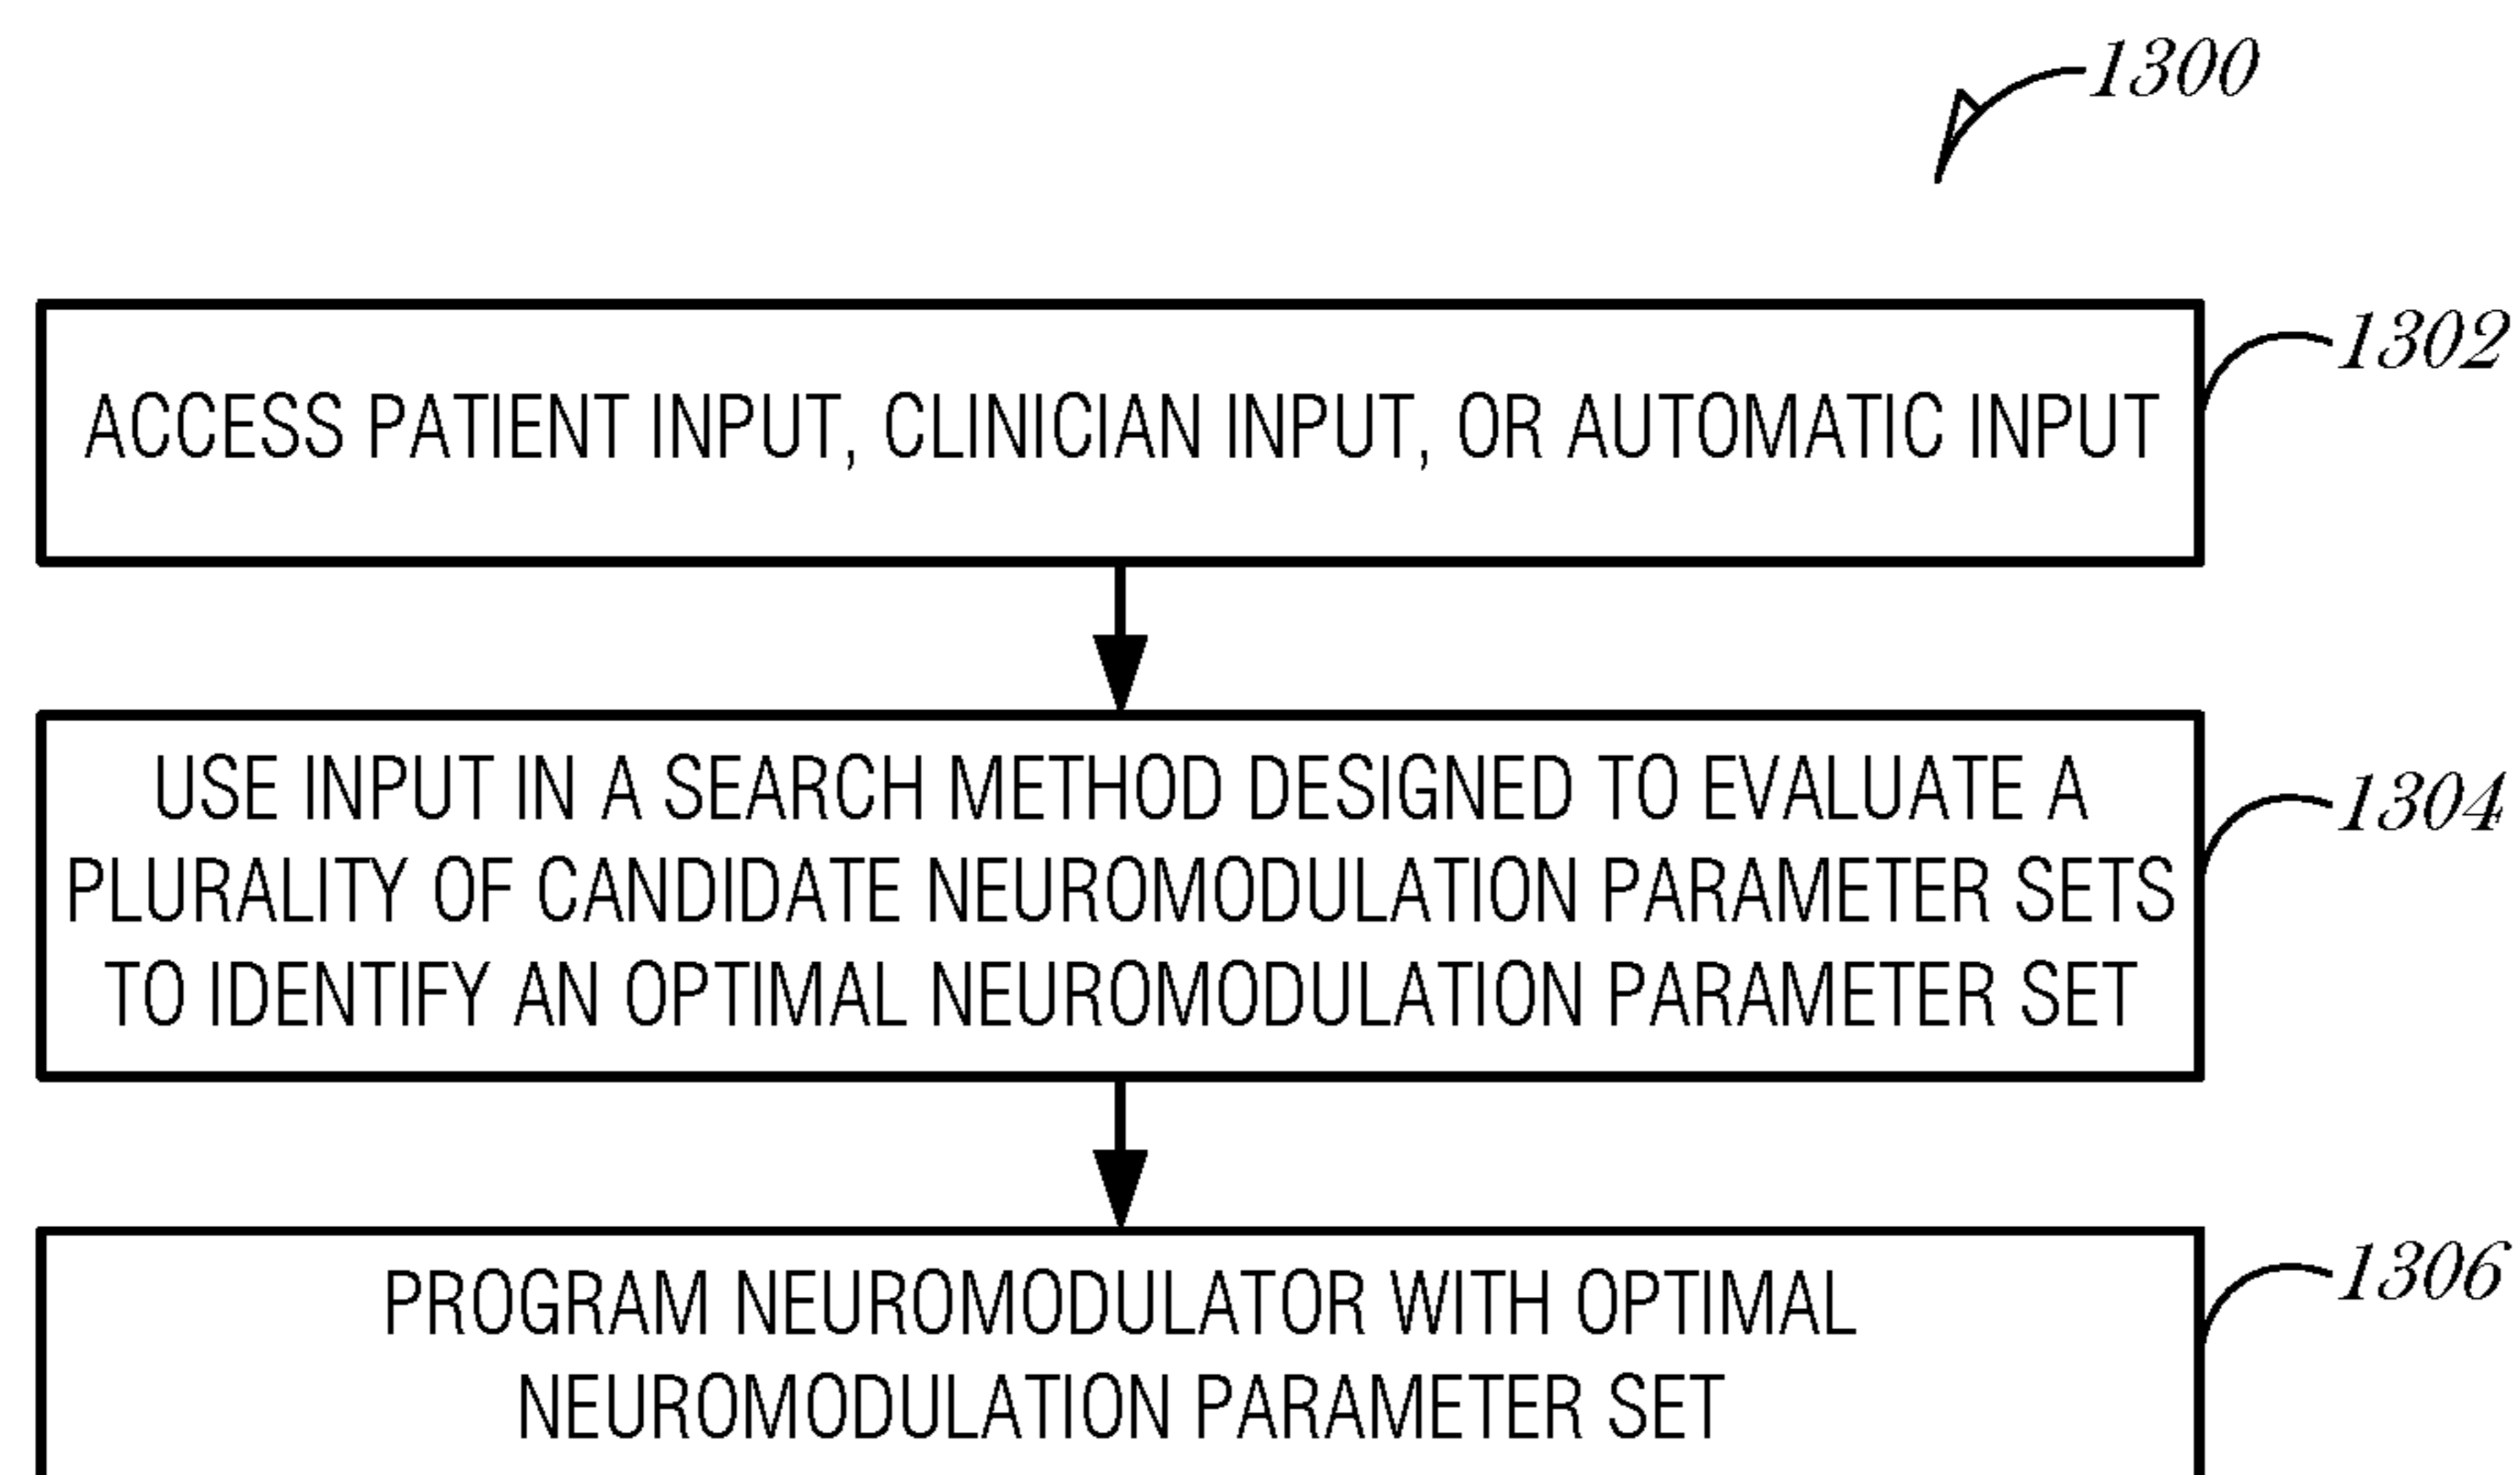 1300
ACCESS PATIENT INPUT, CLINICIAN INPUT, OR AUTOMATIC INPUT
1302
USE INPUT IN A SEARCH METHOD DESIGNED TO EVALUATE A
PLURALITY OF CANDIDATE NEUROMODULATION PARAMETER SETS
TO IDENTIFY AN OPTIMAL NEUROMODULATION PARAMETER SET
1304
PROGRAM NEUROMODULATOR WITH OPTIMAL
NEUROMODULATION PARAMETER SET
1306